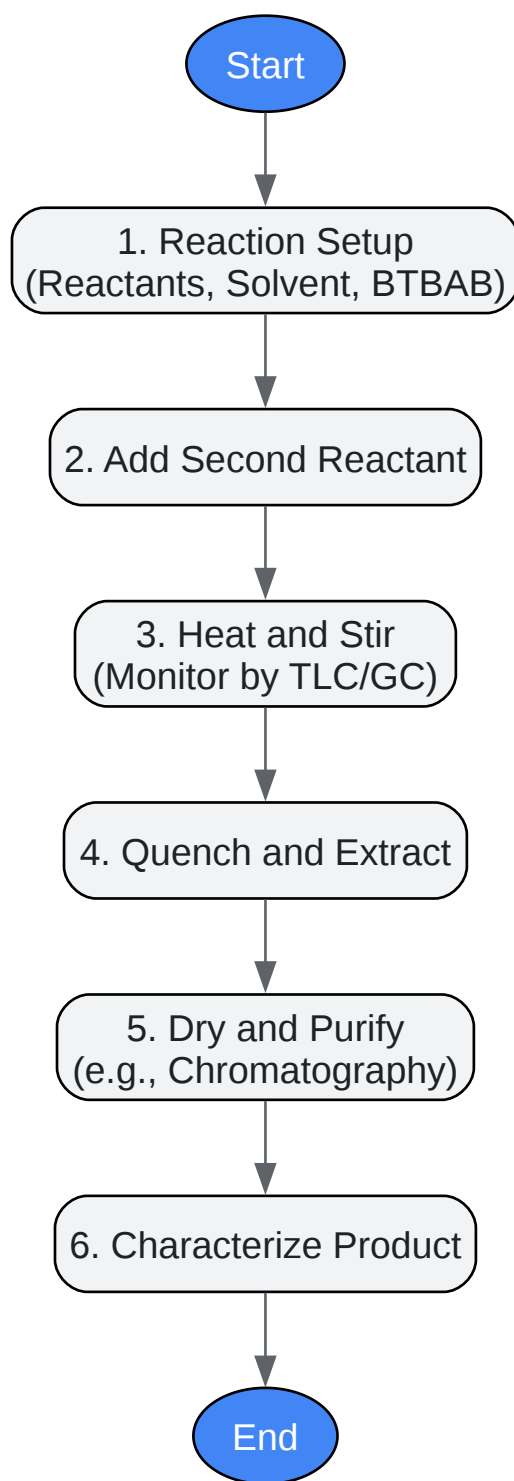 Start
1. Reaction Setup
(Reactants, Solvent, BTBAB)
2. Add Second Reactant
3. Heat and Stir
(Monitor by TLC/GC)
4. Quench and Extract
5. Dry and Purify
(e.g., Chromatography)
6. Characterize Product
End